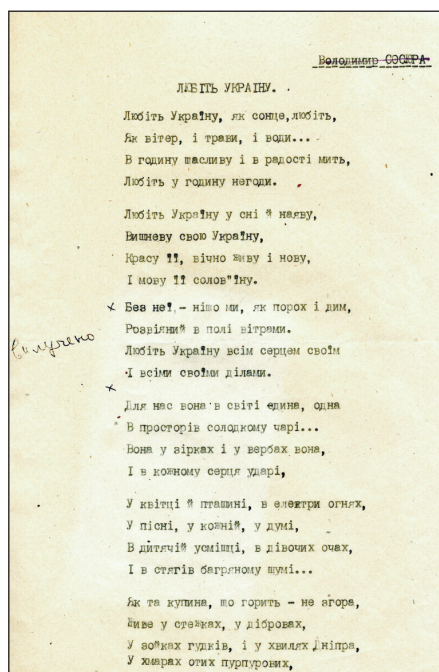 Володимир СОСЮРА
ЛЮБІТЬ УКРАЇНУ.
Любіть Україну, як сонце, любіть,
Як вітер, і трави, і води...
В годину щасливу і в радості мить,
Любіть у годину негоди.
Любіть Україну у сні й наяву,
Вишневу свою Україну,
Красу її, вічно живу і нову,
І мову її солов"їну.
× Без неї - ніщо ми, як порох і дим,
Розвіяний в полі вітрами.
вилучено
Любіть Україну всім серцем своїм
І всіми своїми ділами.
×
Для нас вона в світі єдина, одна
В просторів солодкому чарі...
Вона у зірках і у вербах вона,
І в кожному серця ударі,
У квітці й пташині, в електри огнях,
У пісні, у кожній, у думі,
В дитячій усмішці, в дівочих очах,
І в стягів багряному шумі...
Як та купина, що горить - не згора,
Живе у стежках, у дібровах,
У зойках гудків, і у хвилях Дніпра,
У хмарах отих пурпурових,